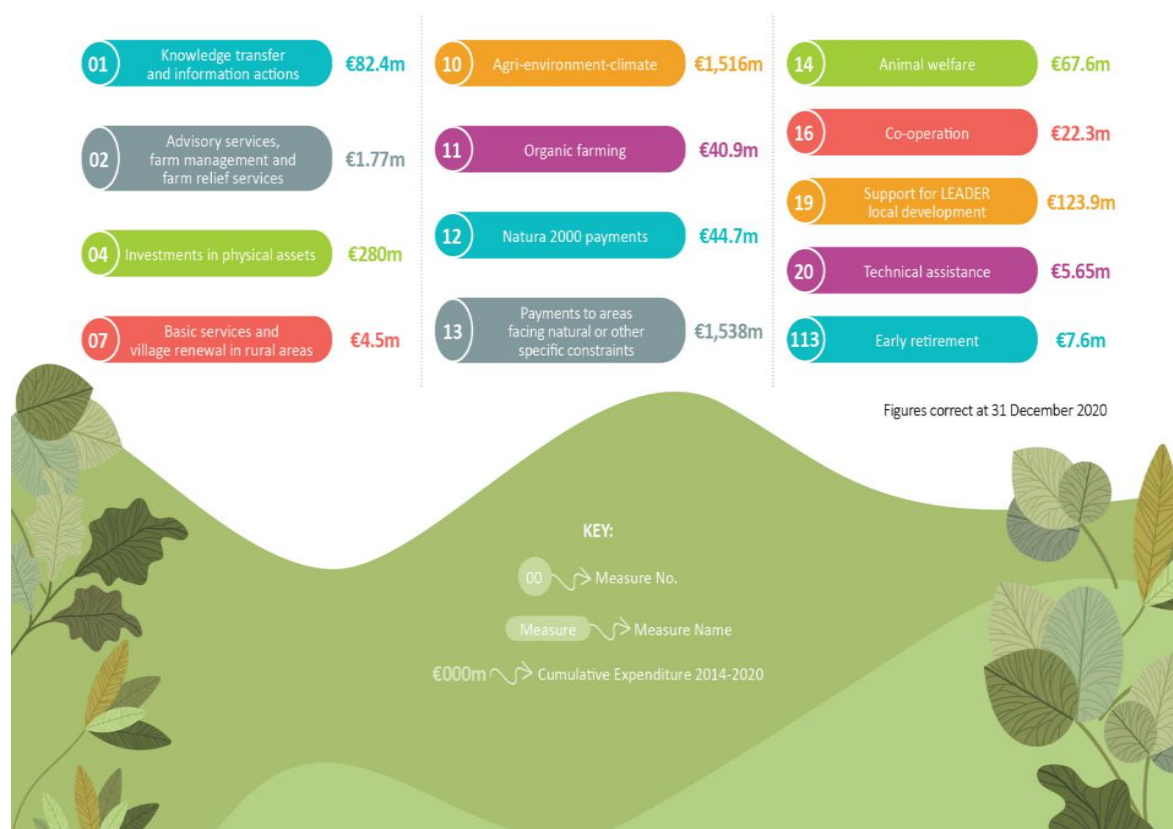 01
Knowledge transfer
and information actions
€82.4m
02
Advisory services,
farm management and
farm relief services
€1.77m
04
Investments in physical assets
€280m
07
Basic services and
village renewal in rural areas
€4.5m
10
Agri-environment-climate
€1,516m
11
Organic farming
€40.9m
12
Natura 2000 payments
€44.7m
13
Payments to areas
facing natural or other
specific constraints
€1,538m
14
Animal welfare
€67.6m
16
Co-operation
€22.3m
19
Support for LEADER
local development
€123.9m
20
Technical assistance
€5.65m
113
Early retirement
€7.6m
Figures correct at 31 December 2020
KEY:
00 Measure No.
Measure Measure Name
€000m Cumulative Expenditure 2014-2020